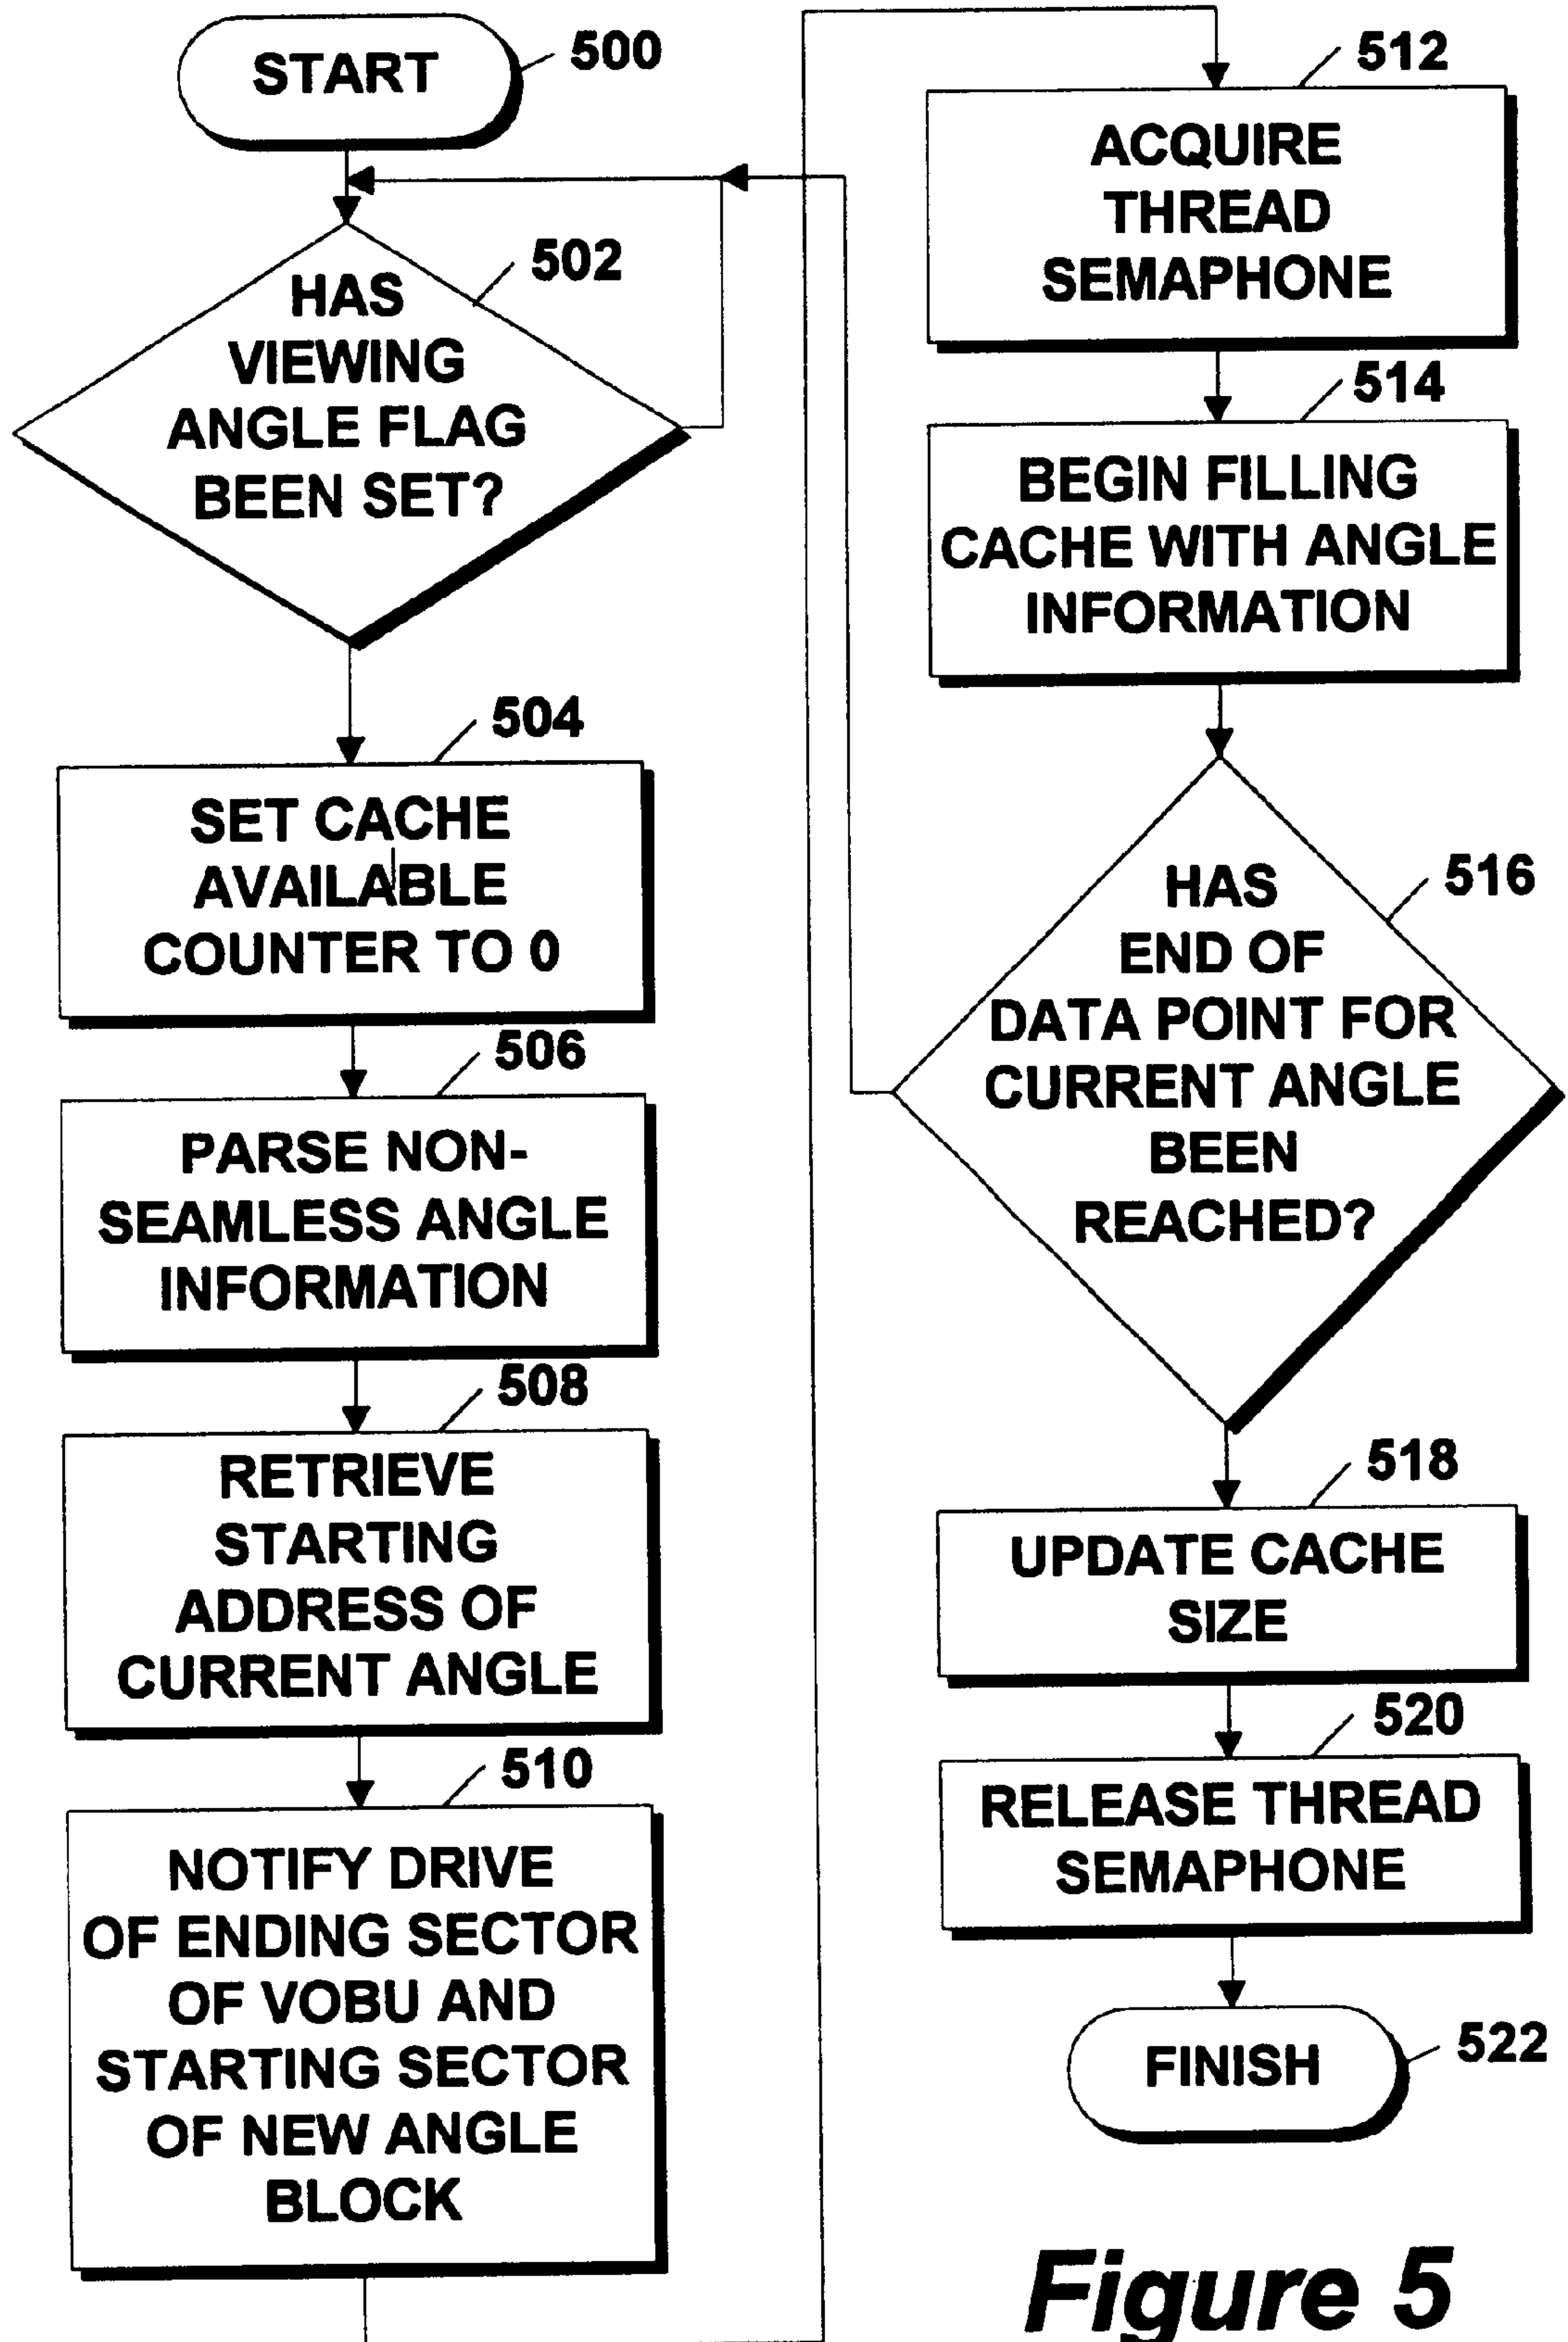 START
500
HAS
VIEWING
ANGLE FLAG
BEEN SET?
502
SET CACHE
AVAILABLE
COUNTER TO 0
504
PARSE NON-
SEAMLESS ANGLE
INFORMATION
506
RETRIEVE
STARTING
ADDRESS OF
CURRENT ANGLE
508
NOTIFY DRIVE
OF ENDING SECTOR
OF VOBU AND
STARTING SECTOR
OF NEW ANGLE
BLOCK
510
ACQUIRE
THREAD
SEMAPHONE
512
BEGIN FILLING
CACHE WITH ANGLE
INFORMATION
514
HAS
END OF
DATA POINT FOR
CURRENT ANGLE
BEEN
REACHED?
516
UPDATE CACHE
SIZE
518
RELEASE THREAD
SEMAPHONE
520
FINISH
522
Figure 5